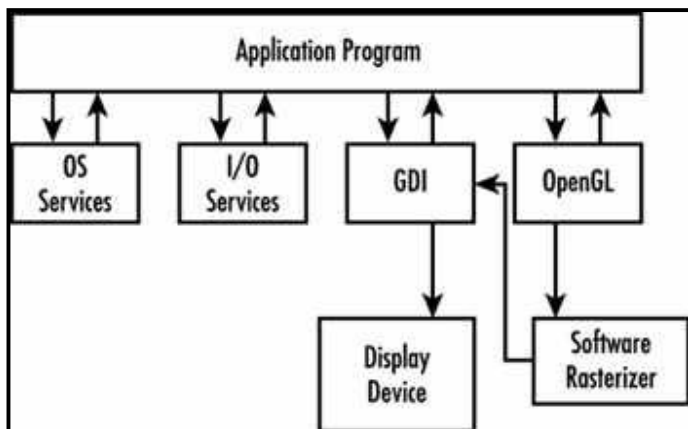 Application Program
OS
Services
I/O
Services
GDI
OpenGL
Display
Device
Software
Rasterizer